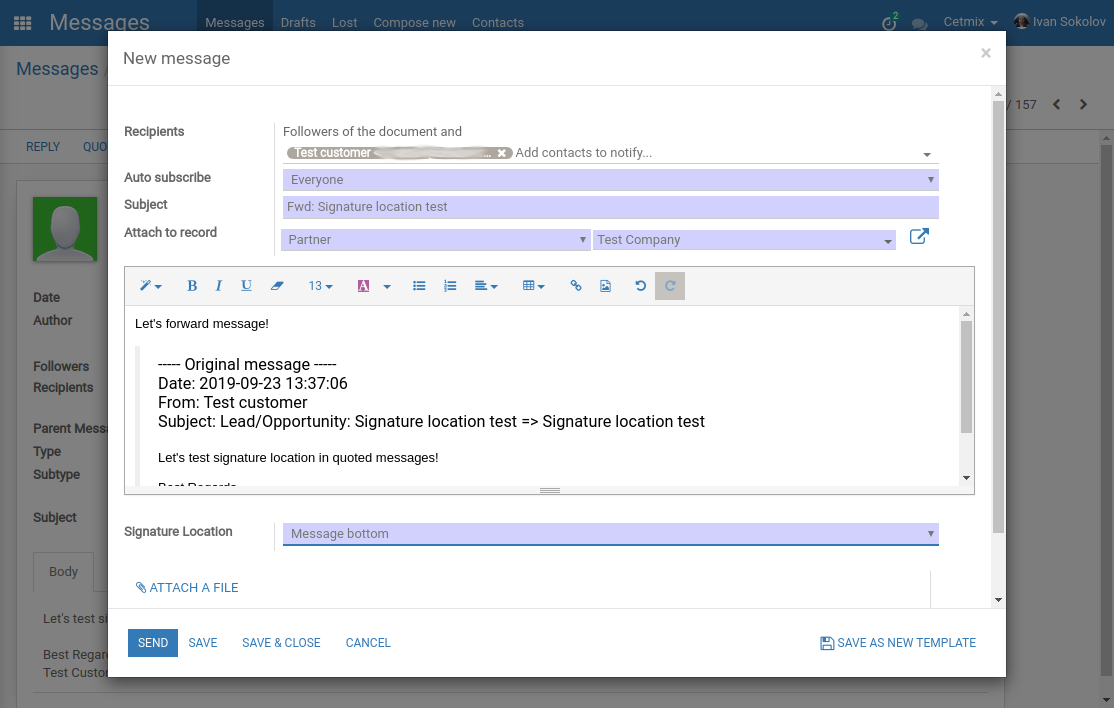 Messages Messages Drafts Lost Compose new Contacts 2 Cetmix Ivan Sokolov
Messages /
New message ×
/ 157
REPLY QUO
Recipients
Followers of the document and
Test customer ... Add contacts to notify...
Auto subscribe
Everyone
Subject
Fwd: Signature location test
Attach to record
Partner
Test Company
B I U 13 A
Let's forward message!
----- Original message -----
Date: 2019-09-23 13:37:06
From: Test customer
Subject: Lead/Opportunity: Signature location test => Signature location test
Let's test signature location in quoted messages!
Best Regards
Signature Location
Message bottom
ATTACH A FILE
SEND SAVE SAVE & CLOSE CANCEL SAVE AS NEW TEMPLATE
Date
Author
Followers
Recipients
Parent Messa
Type
Subtype
Subject
Body
Let's test si
Best Regar
Test Custo